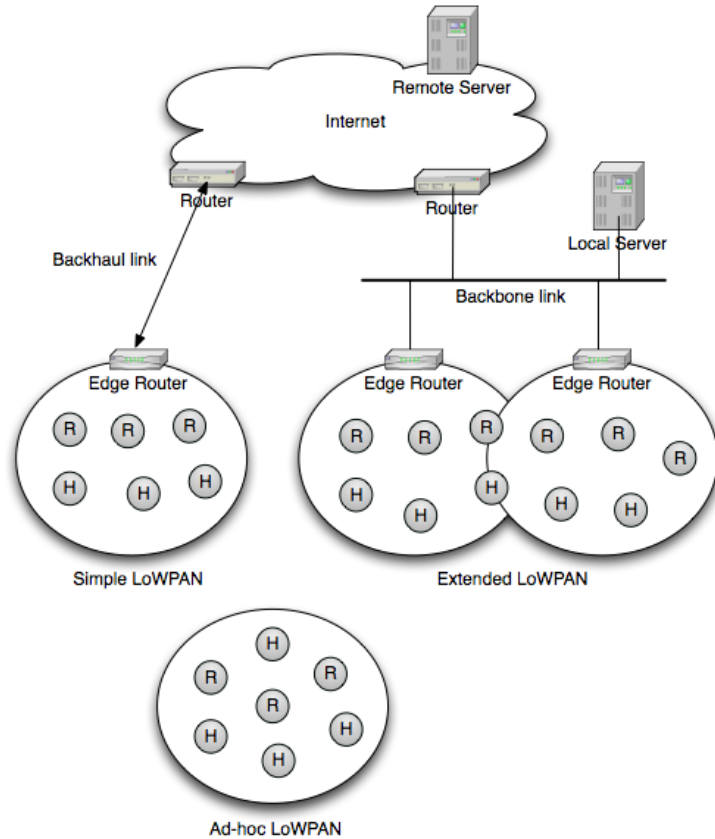 Remote Server
Internet
Router
Router
Local Server
Backhaul link
Backbone link
Edge Router
Edge Router
Edge Router
R
R
R
R
R
R
R
R
R
H
H
H
H
H
H
H
H
Simple LoWPAN
Extended LoWPAN
H
R
R
R
H
H
H
Ad-hoc LoWPAN